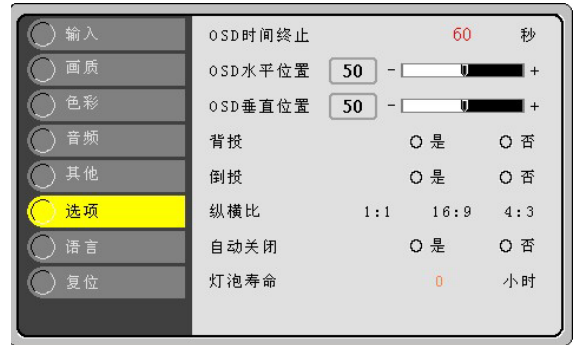 输入
画质
色彩
音频
其他
选项
语言
复位
OSD时间终止 60 秒
OSD水平位置 50 - +
OSD垂直位置 50 - +
背投 是 否
倒投 是 否
纵横比 1:1 16:9 4:3
自动关闭 是 否
灯泡寿命 0 小时